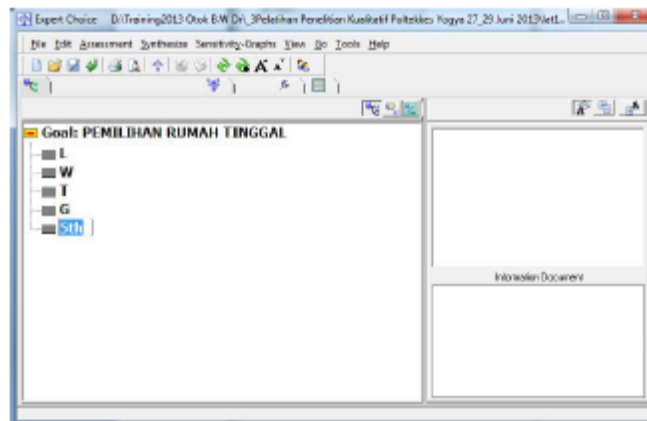 Expert Choice D:\Training2013 Otok B.W Dr\_3Pelatihan Penelitian Kualitatif Poltekkes Yogya 27_29 Juni 2013\let1...
File Edit Assessment Synthesize Sensitivity-Graphs View Go Tools Help
Goal: PEMILIHAN RUMAH TINGGAL
L
W
T
G
Sth
Information Document